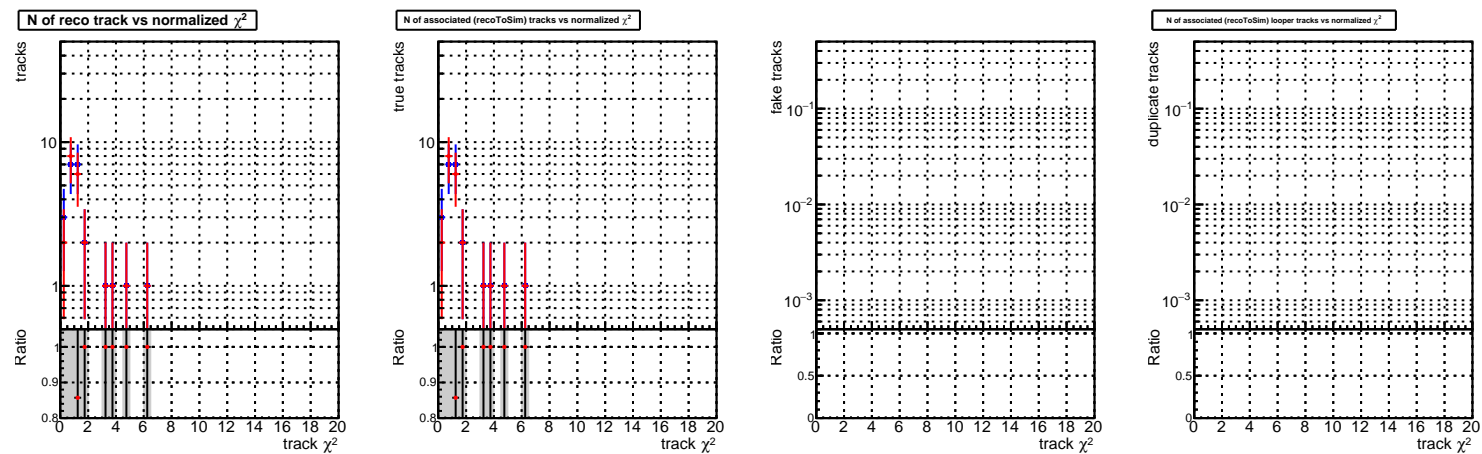 N of reco track vs normalized χ²
tracks
10
1
Ratio
1
0.9
0.8
0 2 4 6 8 10 12 14 16 18 20
track χ²
N of associated (recoToSim) tracks vs normalized χ²
true tracks
10
1
Ratio
1
0.9
0.8
0 2 4 6 8 10 12 14 16 18 20
track χ²
fake tracks
10⁻¹
10⁻²
10⁻³
Ratio
1
0.5
0
0 2 4 6 8 10 12 14 16 18 20
track χ²
N of associated (recoToSim) looper tracks vs normalized χ²
duplicate tracks
10⁻¹
10⁻²
10⁻³
Ratio
1
0.5
0
0 2 4 6 8 10 12 14 16 18 20
track χ²